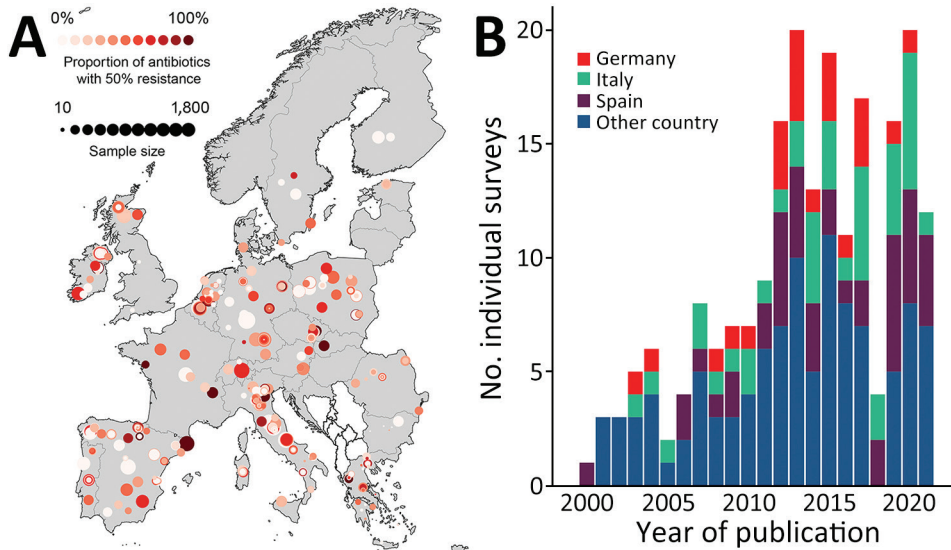 A
0% 100%
Proportion of antibiotics
with 50% resistance
10 1,800
Sample size
B
No. individual surveys
20
15
10
5
0
Germany
Italy
Spain
Other country
2000 2005 2010 2015 2020
Year of publication